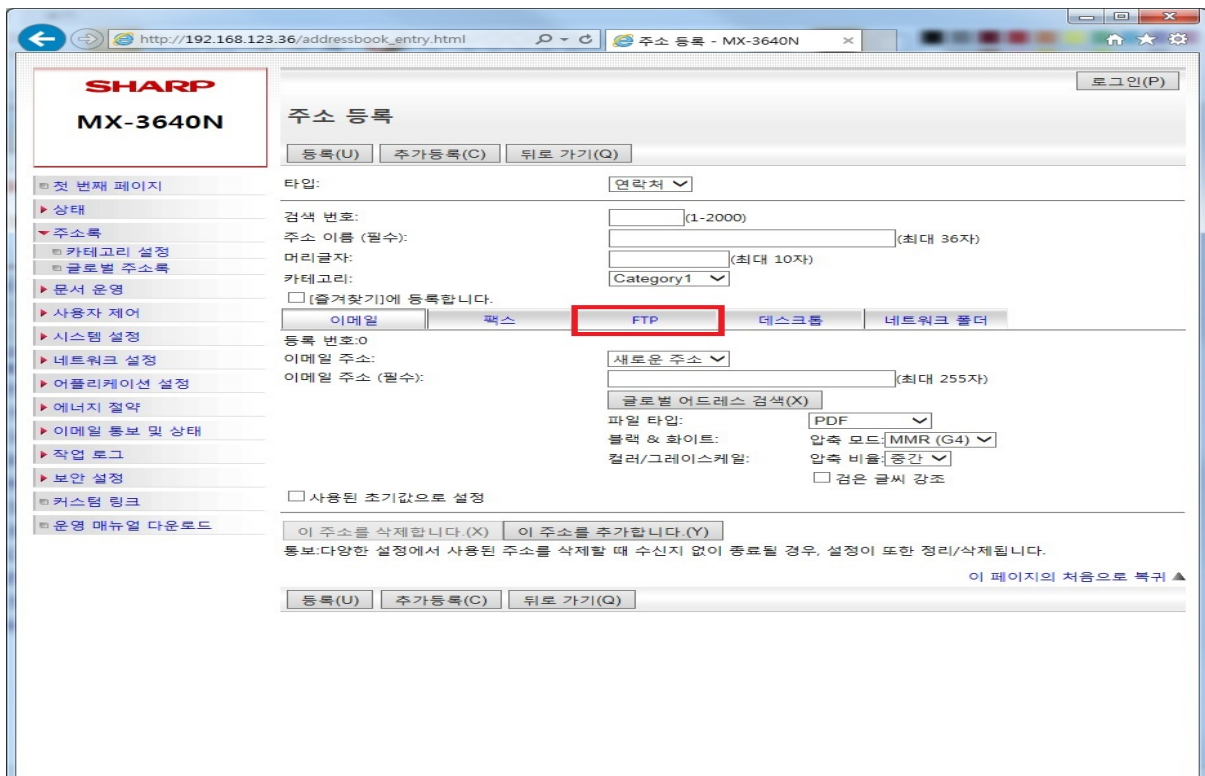 http://192.168.123.36/addressbook_entry.html
주소 등록 - MX-3640N
SHARP
MX-3640N
로그인(P)
주소 등록
등록(U) 추가등록(C) 뒤로 가기(Q)
첫 번째 페이지
상태
주소록
카테고리 설정
글로벌 주소록
문서 운영
사용자 제어
시스템 설정
네트워크 설정
어플리케이션 설정
에너지 절약
이메일 통보 및 상태
작업 로그
보안 설정
커스텀 링크
운영 매뉴얼 다운로드
타입: 연락처
검색 번호: (1-2000)
주소 이름 (필수): (최대 36자)
머리글자: (최대 10자)
카테고리: Category1
[즐겨찾기]에 등록합니다.
이메일 팩스 FTP 데스크톱 네트워크 폴더
등록 번호:0
이메일 주소: 새로운 주소
이메일 주소 (필수): (최대 255자)
글로벌 어드레스 검색(X)
파일 타입: PDF
블랙 & 화이트: 압축 모드: MMR (G4)
컬러/그레이스케일: 압축 비율: 중간
검은 글씨 강조
사용된 초기값으로 설정
이 주소를 삭제합니다.(X) 이 주소를 추가합니다.(Y)
통보:다양한 설정에서 사용된 주소를 삭제할 때 수신지 없이 종료될 경우, 설정이 또한 정리/삭제됩니다.
이 페이지의 처음으로 복귀
등록(U) 추가등록(C) 뒤로 가기(Q)